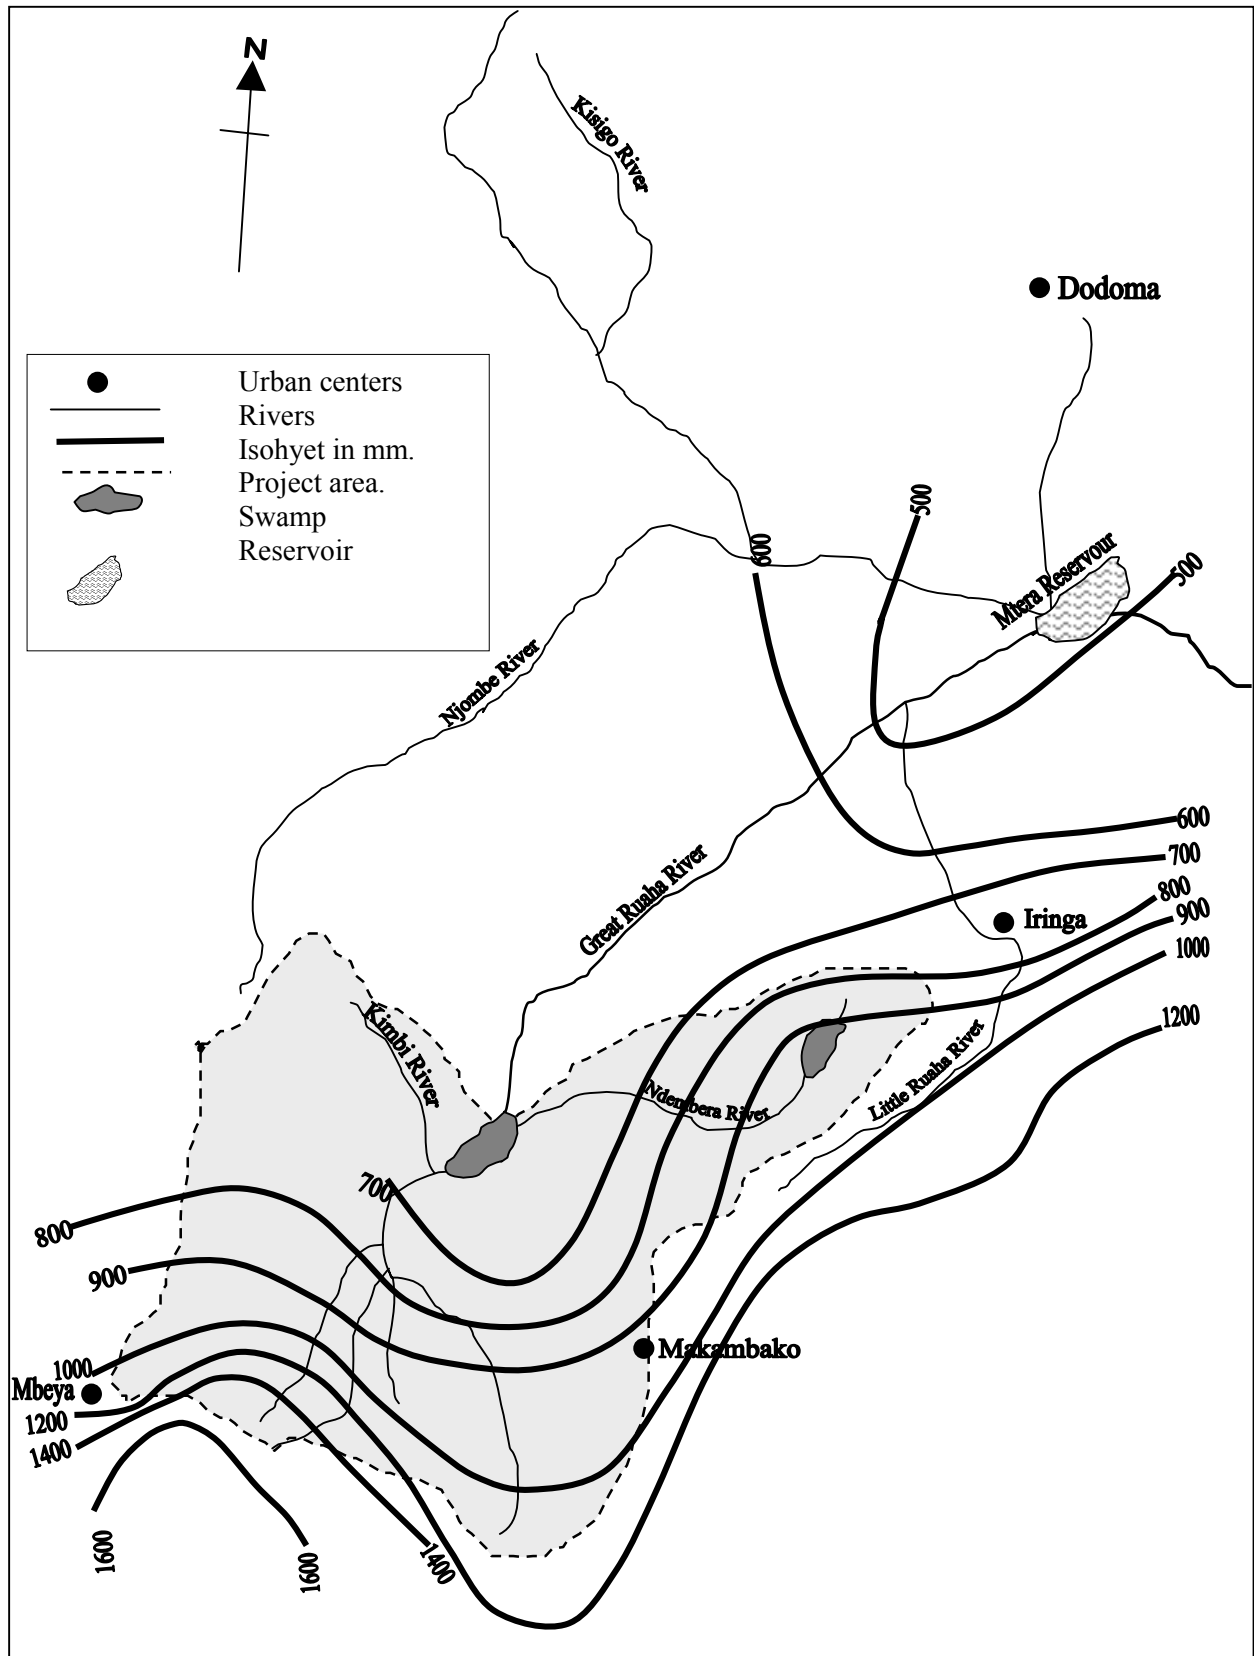 N
Kisigo River
Dodoma
Urban centers
Rivers
Isohyet in mm.
Project area.
Swamp
Reservoir
500
600
Mtera Reservour
500
Njombe River
600
700
800
900
1000
1200
Great Ruaha River
Iringa
Kimbi River
Ndembera River
Little Ruaha River
700
800
900
1000
Makambako
Mbeya
1200
1400
1600
1600
1400